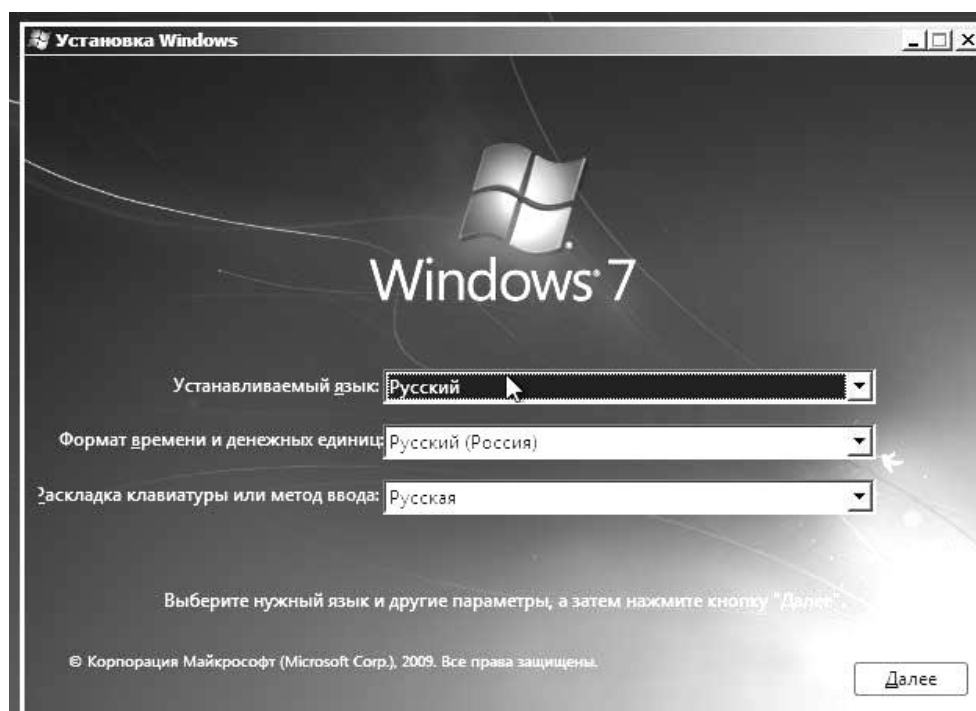 Установка Windows
Windows 7
Устанавливаемый язык: Русский
Формат времени и денежных единиц: Русский (Россия)
Раскладка клавиатуры или метод ввода: Русская
Выберите нужный язык и другие параметры, а затем нажмите кнопку "Далее".
© Корпорация Майкрософт (Microsoft Corp.), 2009. Все права защищены.
Далее